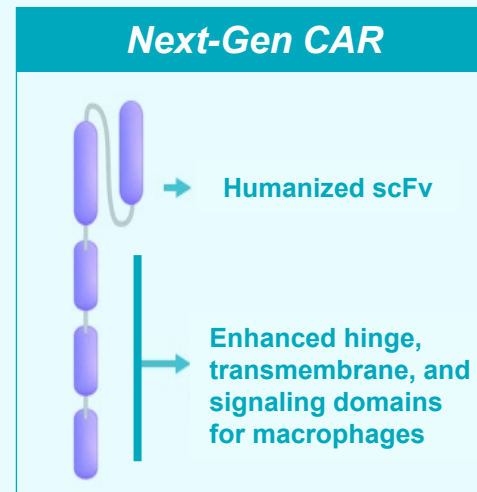 Next-Gen CAR
Humanized scFv
Enhanced hinge,
transmembrane, and
signaling domains
for macrophages